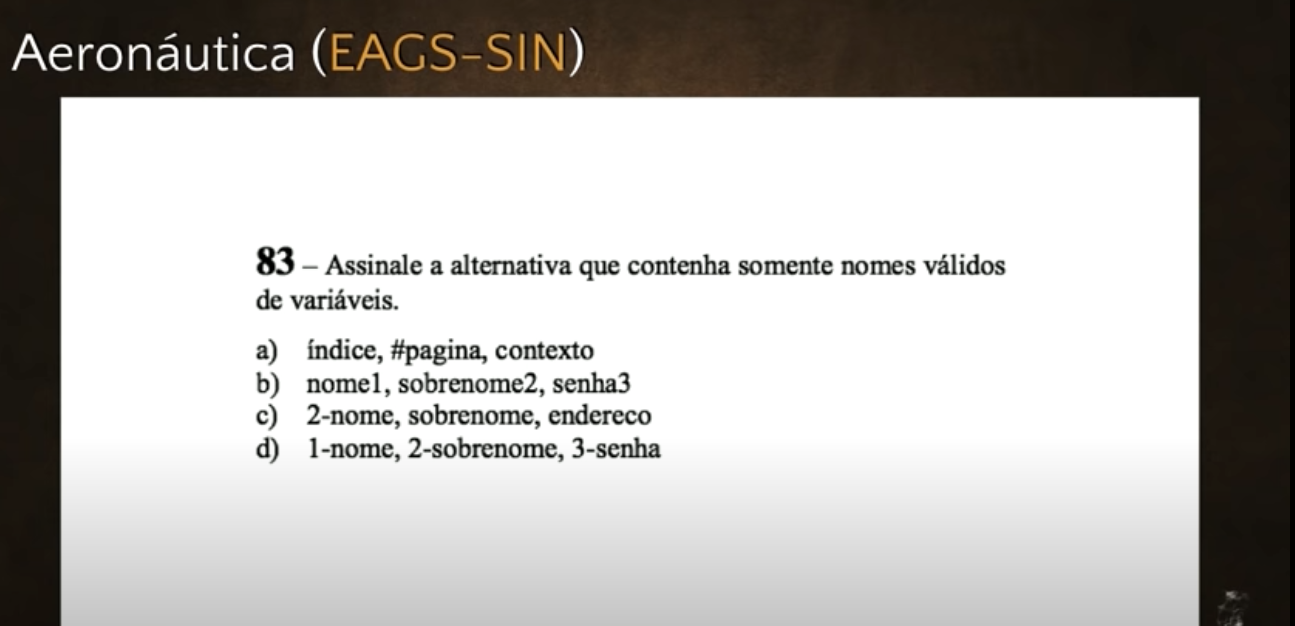 Aeronáutica (EAGS-SIN)
83 – Assinale a alternativa que contenha somente nomes válidos
de variáveis.
a) índice, #pagina, contexto
b) nome1, sobrenome2, senha3
c) 2-nome, sobrenome, endereco
d) 1-nome, 2-sobrenome, 3-senha